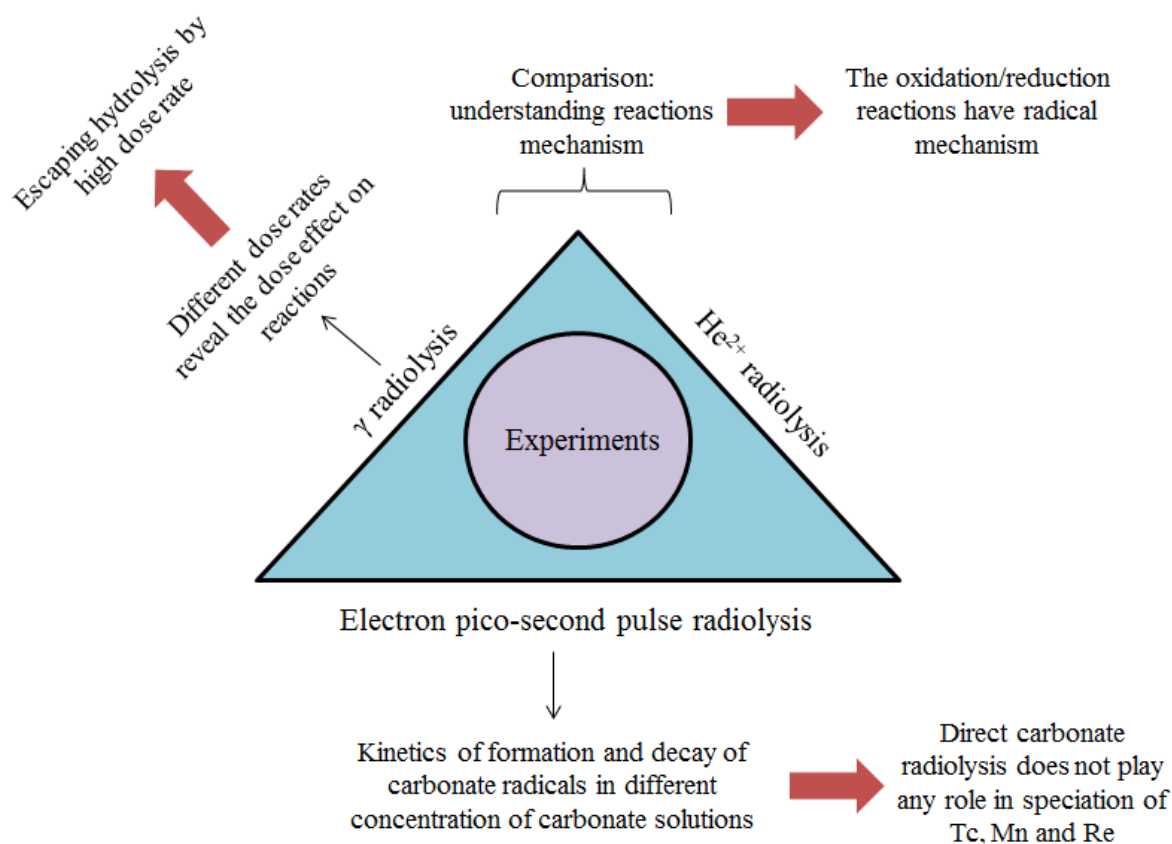 Escaping hydrolysis by
high dose rate
Different dose rates
reveal the dose effect on
reactions
Comparison:
understanding reactions
mechanism
The oxidation/reduction
reactions have radical
mechanism
γ radiolysis
He²⁺ radiolysis
Experiments
Electron pico-second pulse radiolysis
Kinetics of formation and decay of
carbonate radicals in different
concentration of carbonate solutions
Direct carbonate
radiolysis does not play
any role in speciation of
Tc, Mn and Re